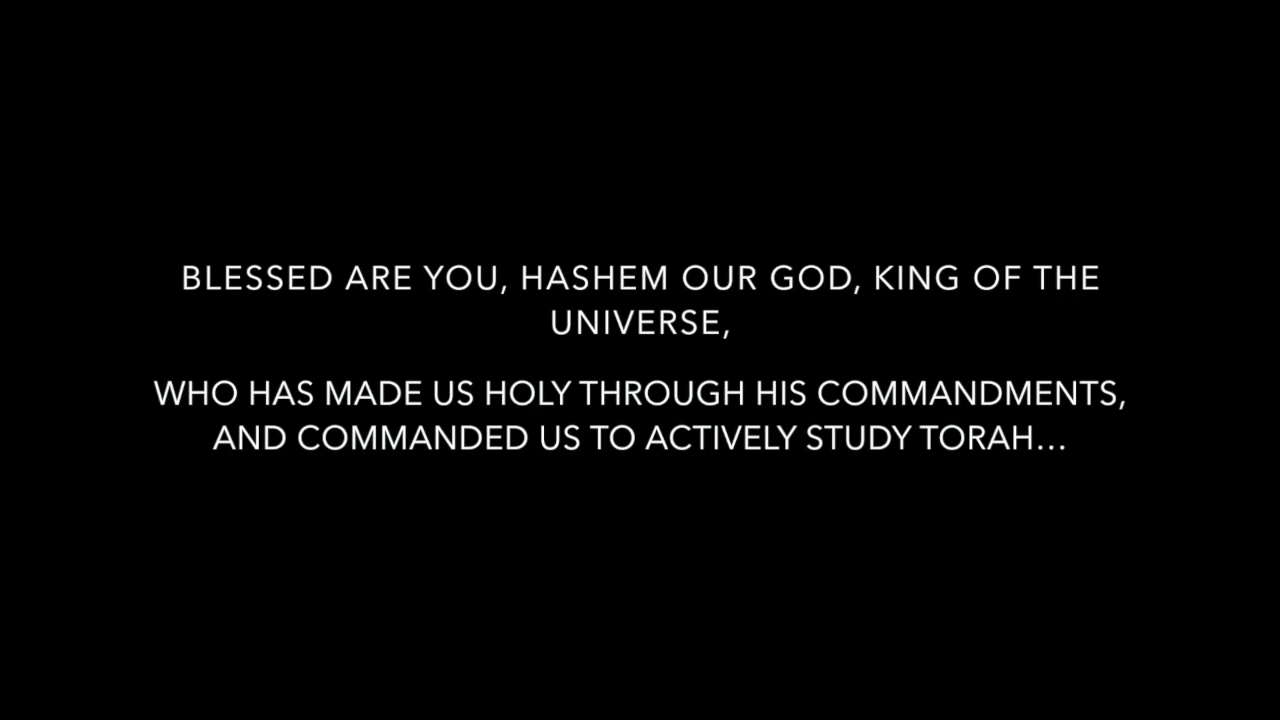 BLESSED ARE YOU, HASHEM OUR GOD, KING OF THE
UNIVERSE,
WHO HAS MADE US HOLY THROUGH HIS COMMANDMENTS,
AND COMMANDED US TO ACTIVELY STUDY TORAH…